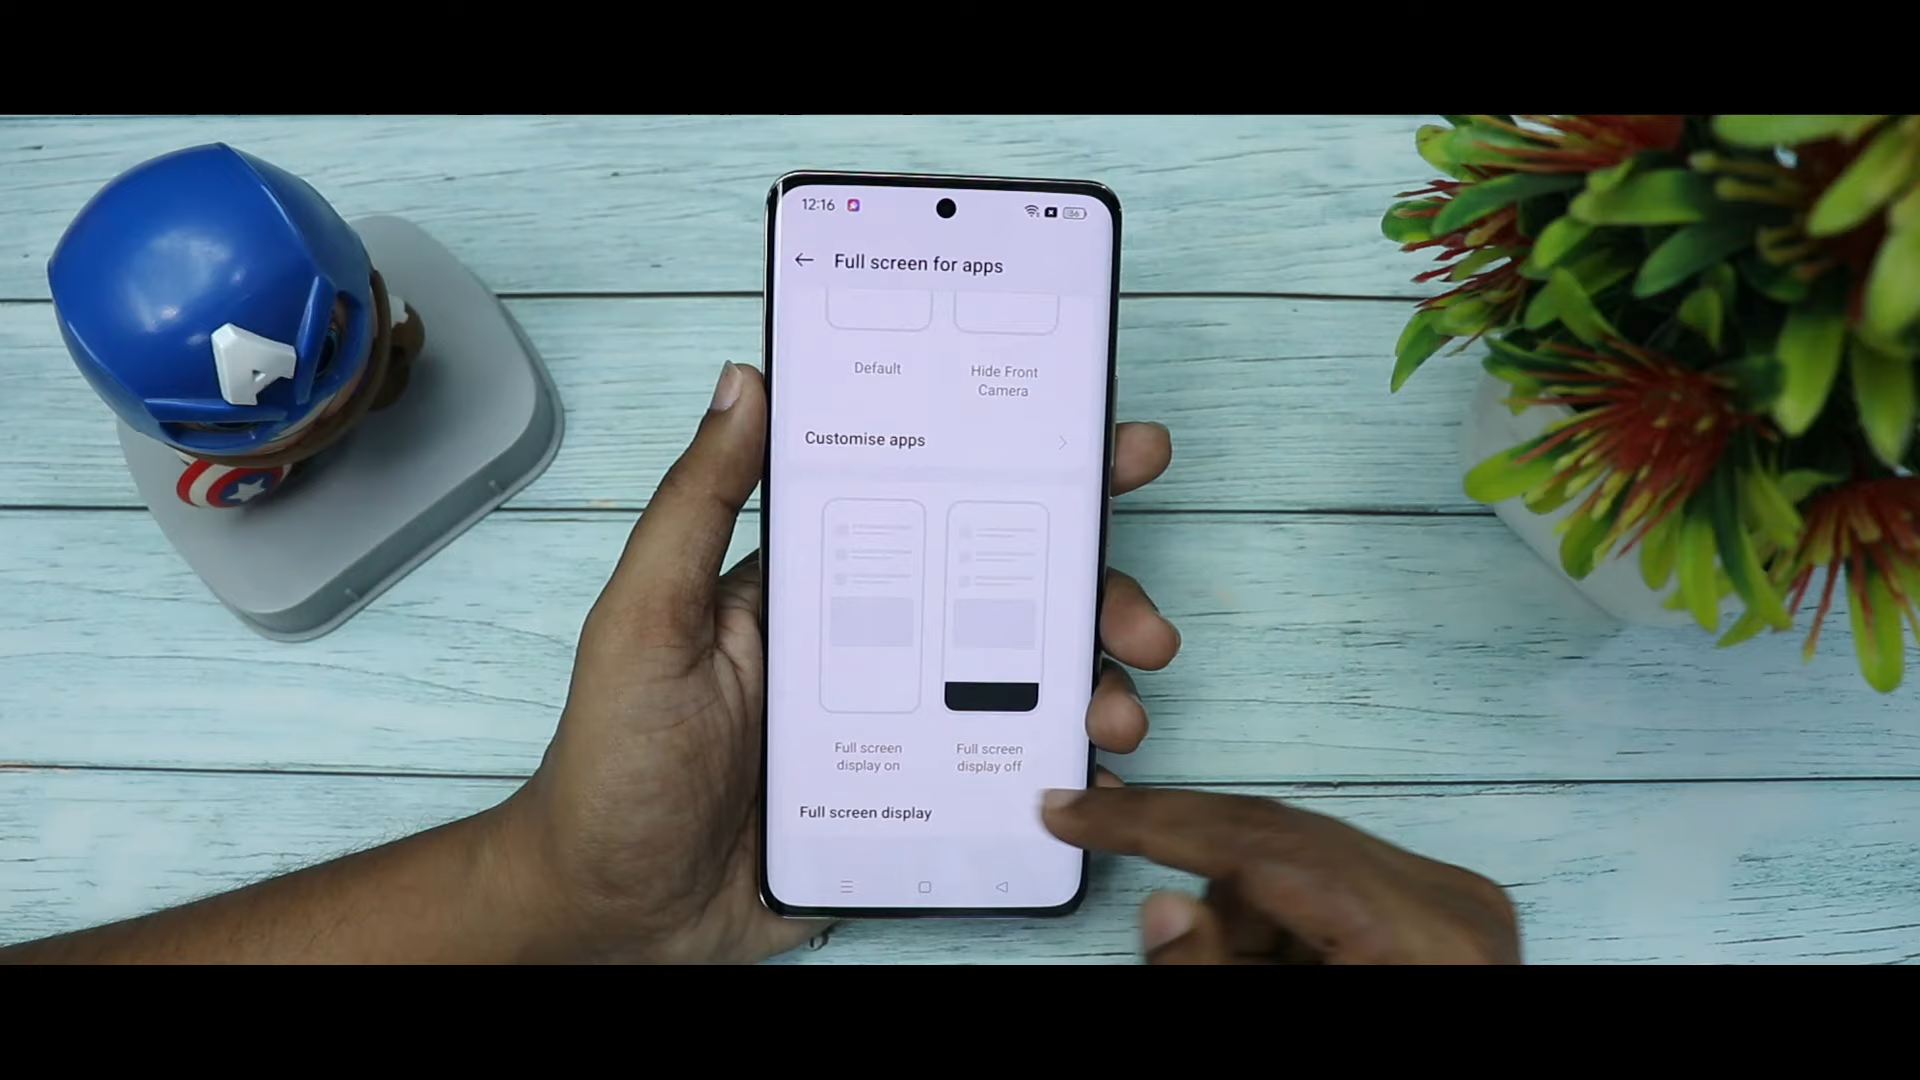 12:16
Full screen for apps
Default
Hide Front
Camera
Customise apps
Full screen
display on
Full screen
display off
Full screen display
A